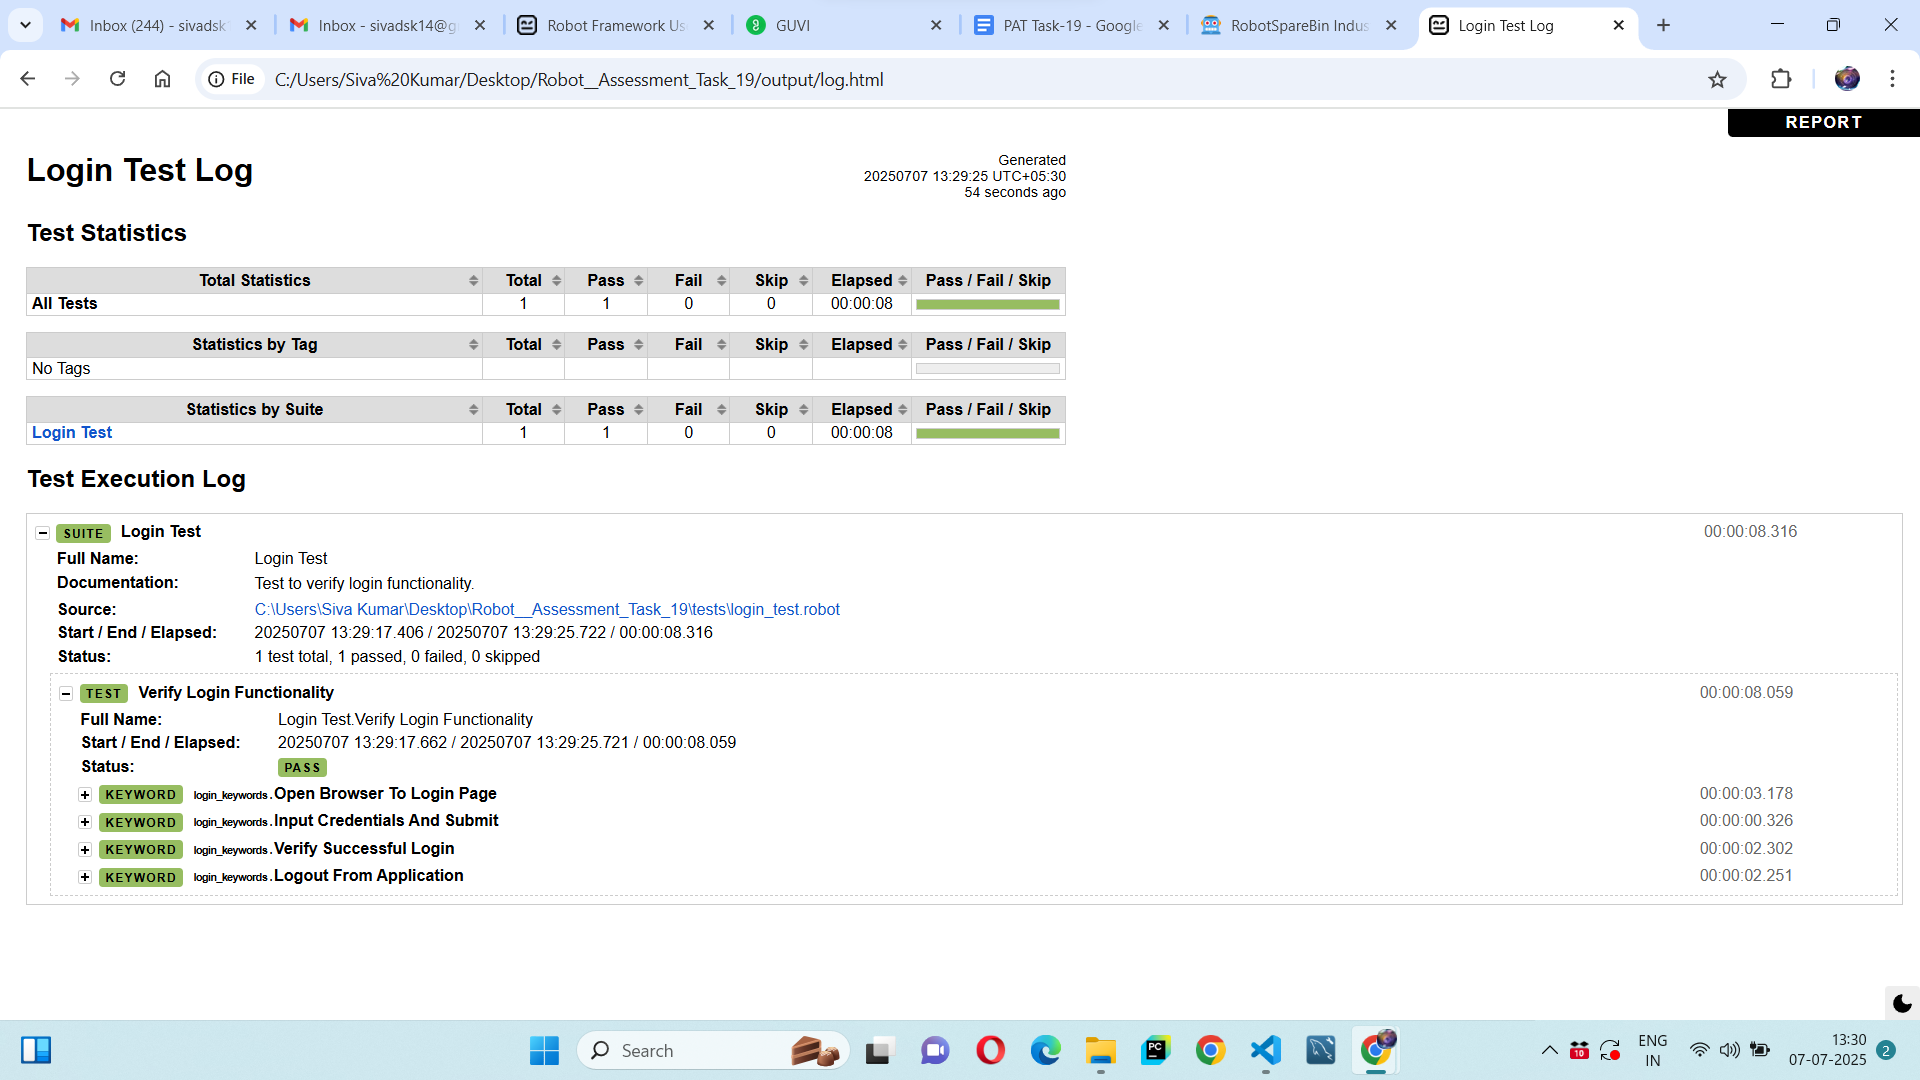 Inbox (244) - sivadsk
Inbox - sivadsk14@g
Robot Framework Us
GUVI
PAT Task-19 - Google
RobotSpareBin Indus
Login Test Log
File
C:/Users/Siva%20Kumar/Desktop/Robot__Assessment_Task_19/output/log.html
REPORT
Login Test Log
Generated
20250707 13:29:25 UTC+05:30
54 seconds ago
Test Statistics
Total Statistics Total Pass Fail Skip Elapsed Pass / Fail / Skip
All Tests 1 1 0 0 00:00:08
Statistics by Tag Total Pass Fail Skip Elapsed Pass / Fail / Skip
No Tags
Statistics by Suite Total Pass Fail Skip Elapsed Pass / Fail / Skip
Login Test 1 1 0 0 00:00:08
Test Execution Log
SUITE Login Test 00:00:08.316
Full Name: Login Test
Documentation: Test to verify login functionality.
Source: C:\Users\Siva Kumar\Desktop\Robot__Assessment_Task_19\tests\login_test.robot
Start / End / Elapsed: 20250707 13:29:17.406 / 20250707 13:29:25.722 / 00:00:08.316
Status: 1 test total, 1 passed, 0 failed, 0 skipped
TEST Verify Login Functionality 00:00:08.059
Full Name: Login Test.Verify Login Functionality
Start / End / Elapsed: 20250707 13:29:17.662 / 20250707 13:29:25.721 / 00:00:08.059
Status: PASS
KEYWORD login_keywords.Open Browser To Login Page 00:00:03.178
KEYWORD login_keywords.Input Credentials And Submit 00:00:00.326
KEYWORD login_keywords.Verify Successful Login 00:00:02.302
KEYWORD login_keywords.Logout From Application 00:00:02.251
Search
PC
10
ENG
IN
13:30
07-07-2025
2